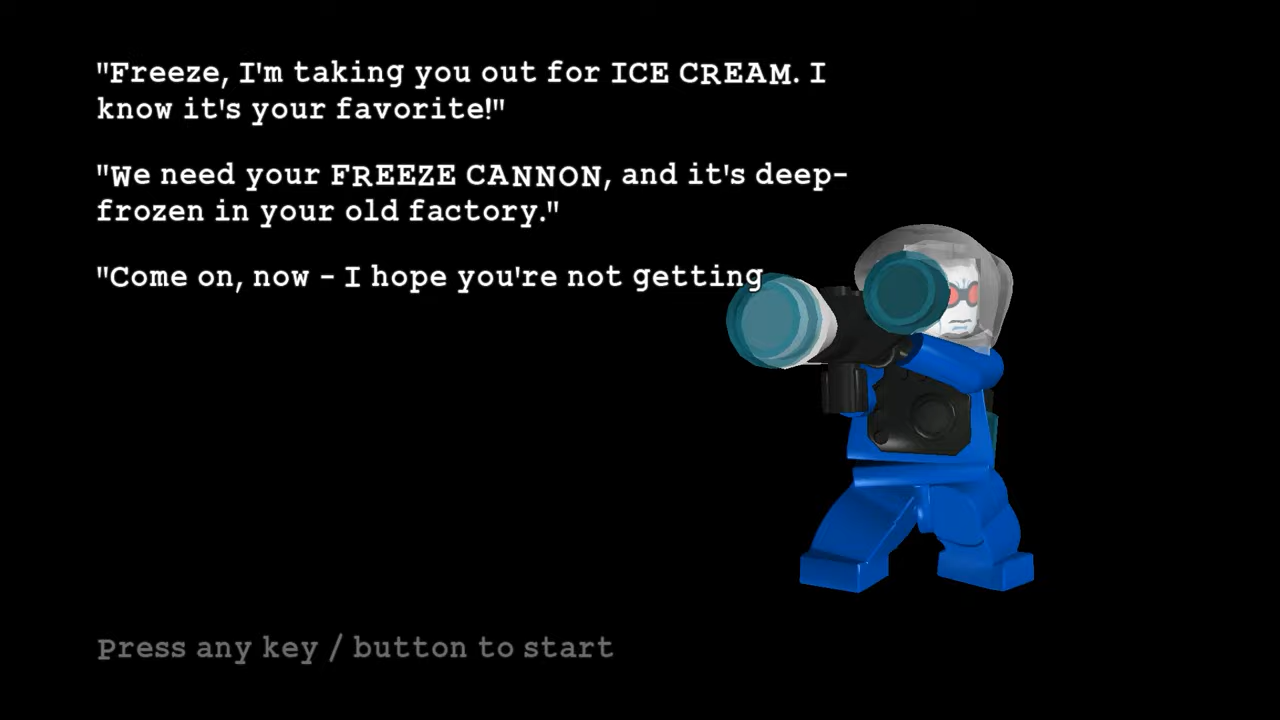 "Freeze, I'm taking you out for ICE CREAM. I
know it's your favorite!"
"We need your FREEZE CANNON, and it's deep-
frozen in your old factory."
"Come on, now - I hope you're not getting
Press any key / button to start